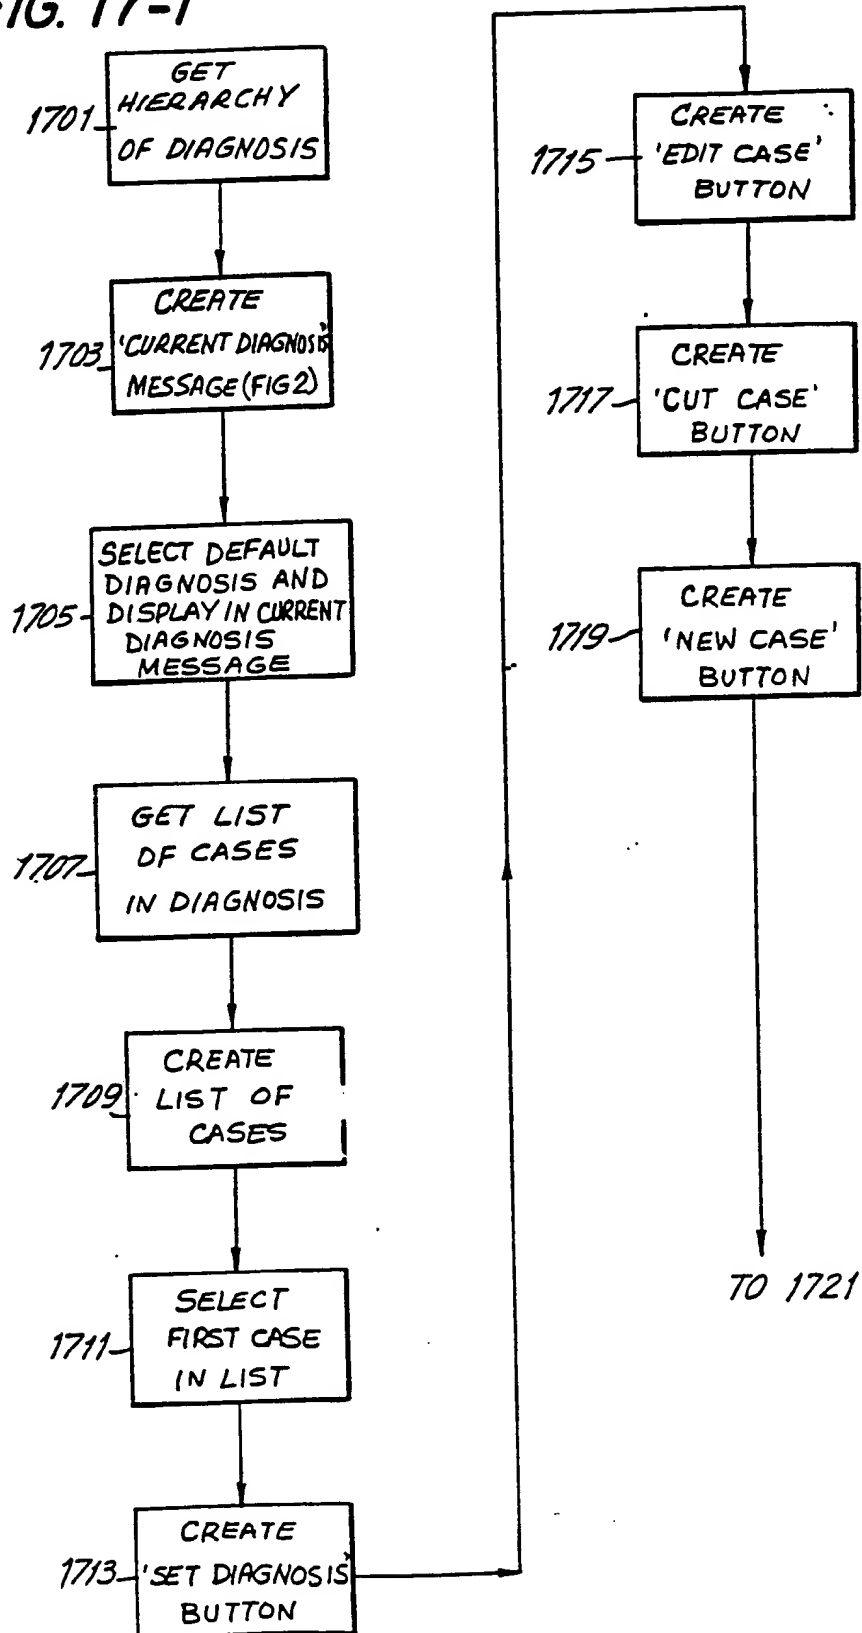 FIG. 17-1
1701
GET
HIERARCHY
OF DIAGNOSIS
1703
CREATE
'CURRENT DIAGNOSIS'
MESSAGE (FIG 2)
1705
SELECT DEFAULT
DIAGNOSIS AND
DISPLAY IN CURRENT
DIAGNOSIS
MESSAGE
1707
GET LIST
OF CASES
IN DIAGNOSIS
1709
CREATE
LIST OF
CASES
1711
SELECT
FIRST CASE
IN LIST
1713
CREATE
'SET DIAGNOSIS'
BUTTON
1715
CREATE
'EDIT CASE'
BUTTON
1717
CREATE
'CUT CASE'
BUTTON
1719
CREATE
'NEW CASE'
BUTTON
TO 1721